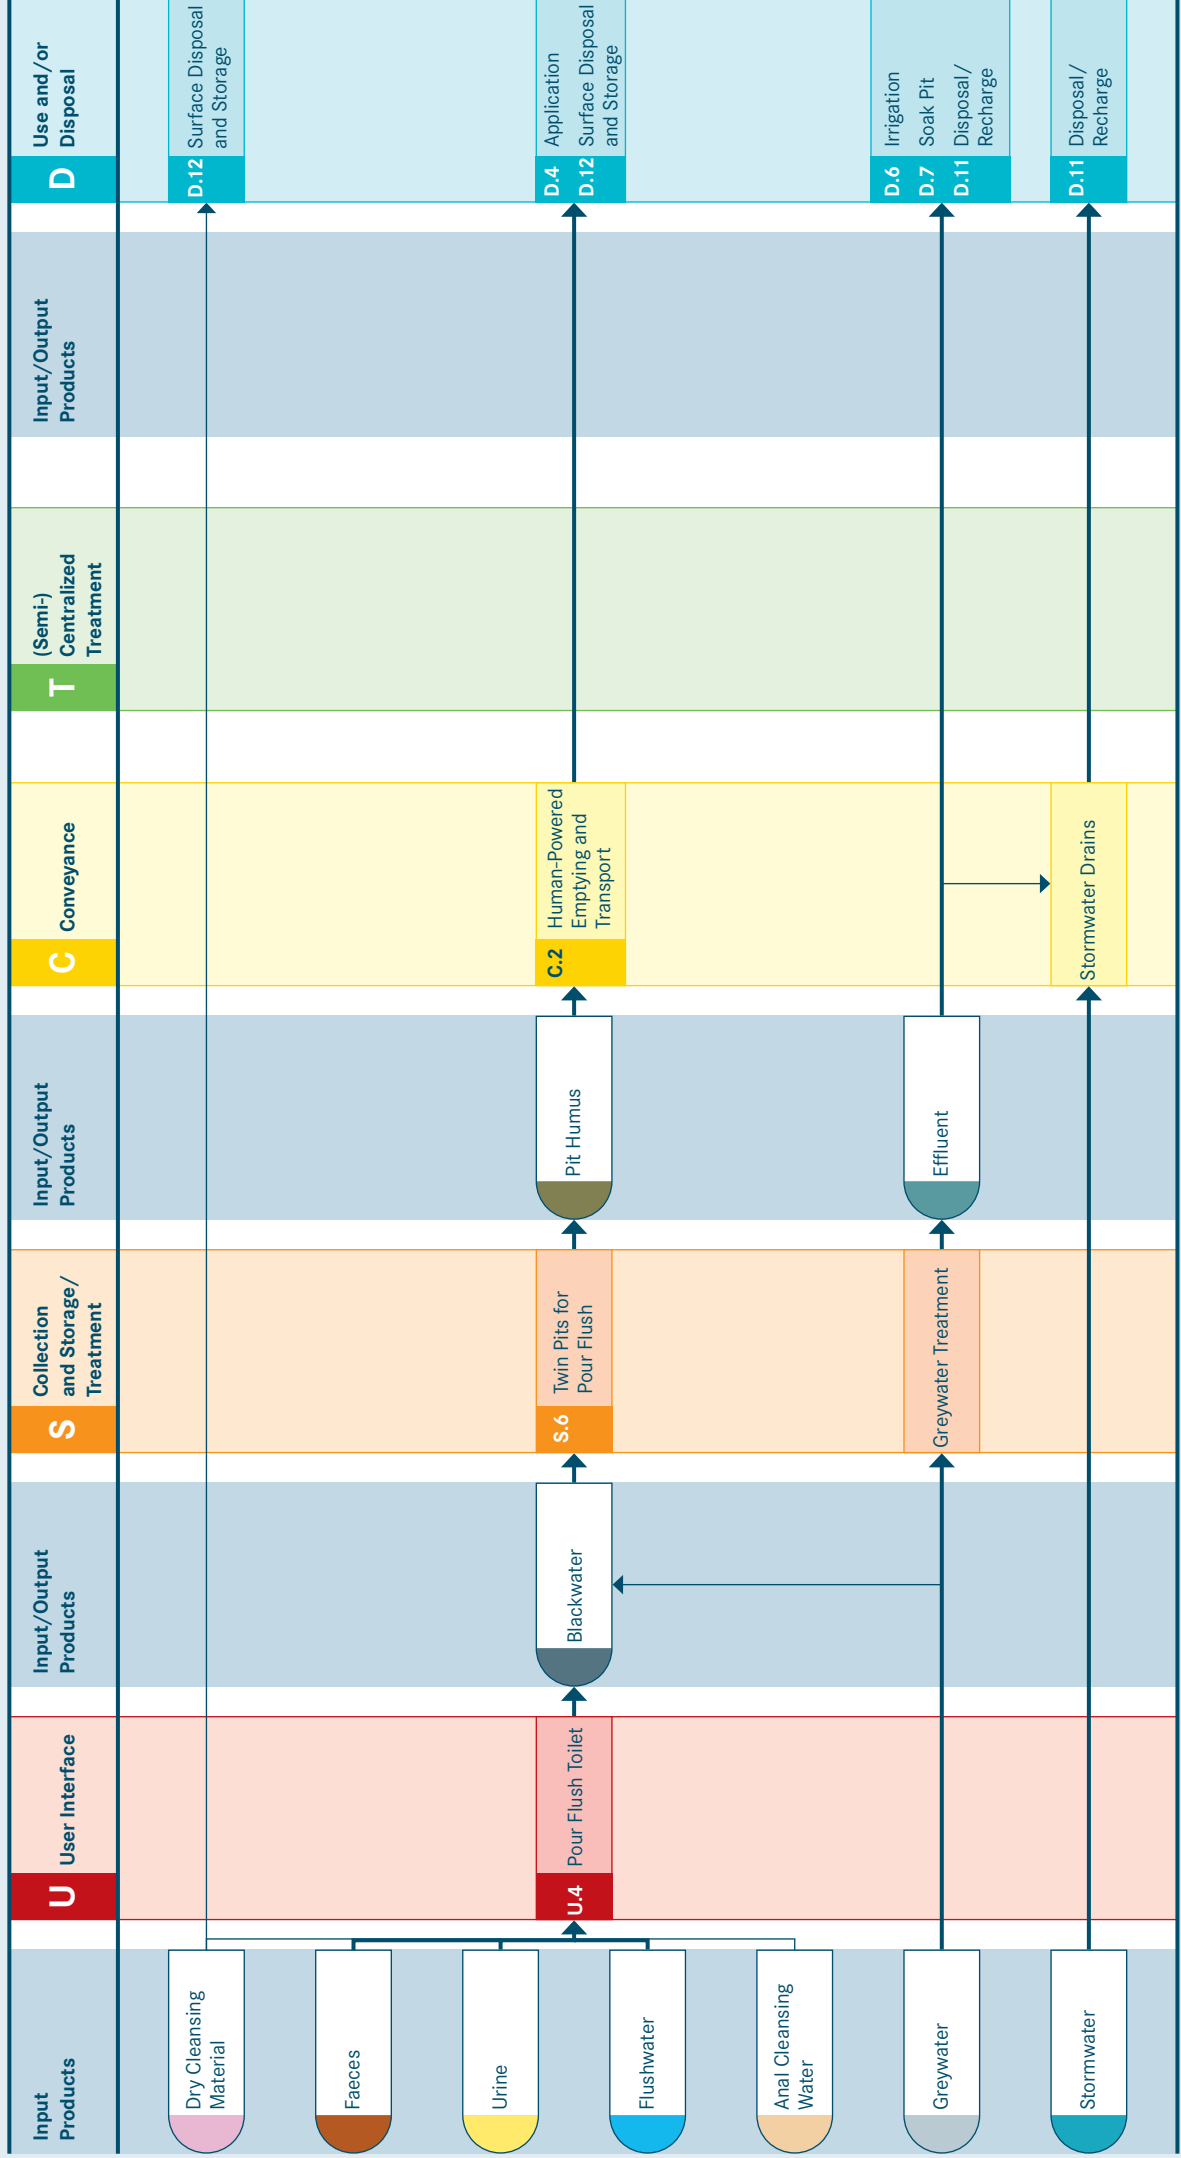 Input
Products
U
User Interface
Input/Output
Products
S
Collection
and Storage/
Treatment
Input/Output
Products
C
Conveyance
T
(Semi-)
Centralized
Treatment
Input/Output
Products
D
Use and/or
Disposal
Dry Cleansing
Material
D.12
Surface Disposal
and Storage
Faeces
Urine
U.4
Pour Flush Toilet
Blackwater
S.6
Twin Pits for
Pour Flush
Pit Humus
C.2
Human-Powered
Emptying and
Transport
D.4
Application
D.12
Surface Disposal
and Storage
Flushwater
Anal Cleansing
Water
Greywater
Greywater Treatment
Effluent
D.6
Irrigation
D.7
Soak Pit
D.11
Disposal/
Recharge
Stormwater
Stormwater Drains
D.11
Disposal/
Recharge